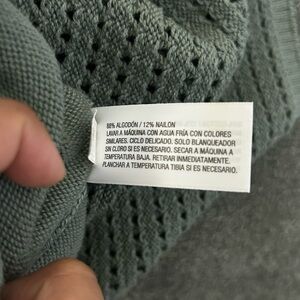 88% ALGODÓN / 12% NAILON
LAVAR A MÁQUINA CON AGUA FRÍA CON COLORES
SIMILARES. CICLO DELICADO. SOLO BLANQUEADOR
SIN CLORO SI ES NECESARIO. SECAR A MÁQUINA A
TEMPERATURA BAJA. RETIRAR INMEDIATAMENTE.
PLANCHAR A TEMPERATURA TIBIA SI ES NECESARIO.